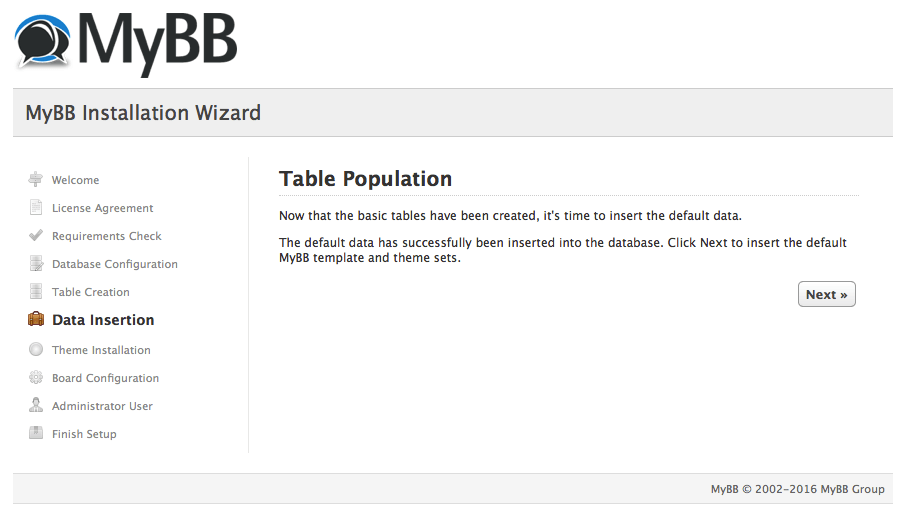 MyBB
MyBB Installation Wizard
Welcome
License Agreement
Requirements Check
Database Configuration
Table Creation
Data Insertion
Theme Installation
Board Configuration
Administrator User
Finish Setup
Table Population
Now that the basic tables have been created, it's time to insert the default data.
The default data has successfully been inserted into the database. Click Next to insert the default
MyBB template and theme sets.
Next »
MyBB © 2002-2016 MyBB Group